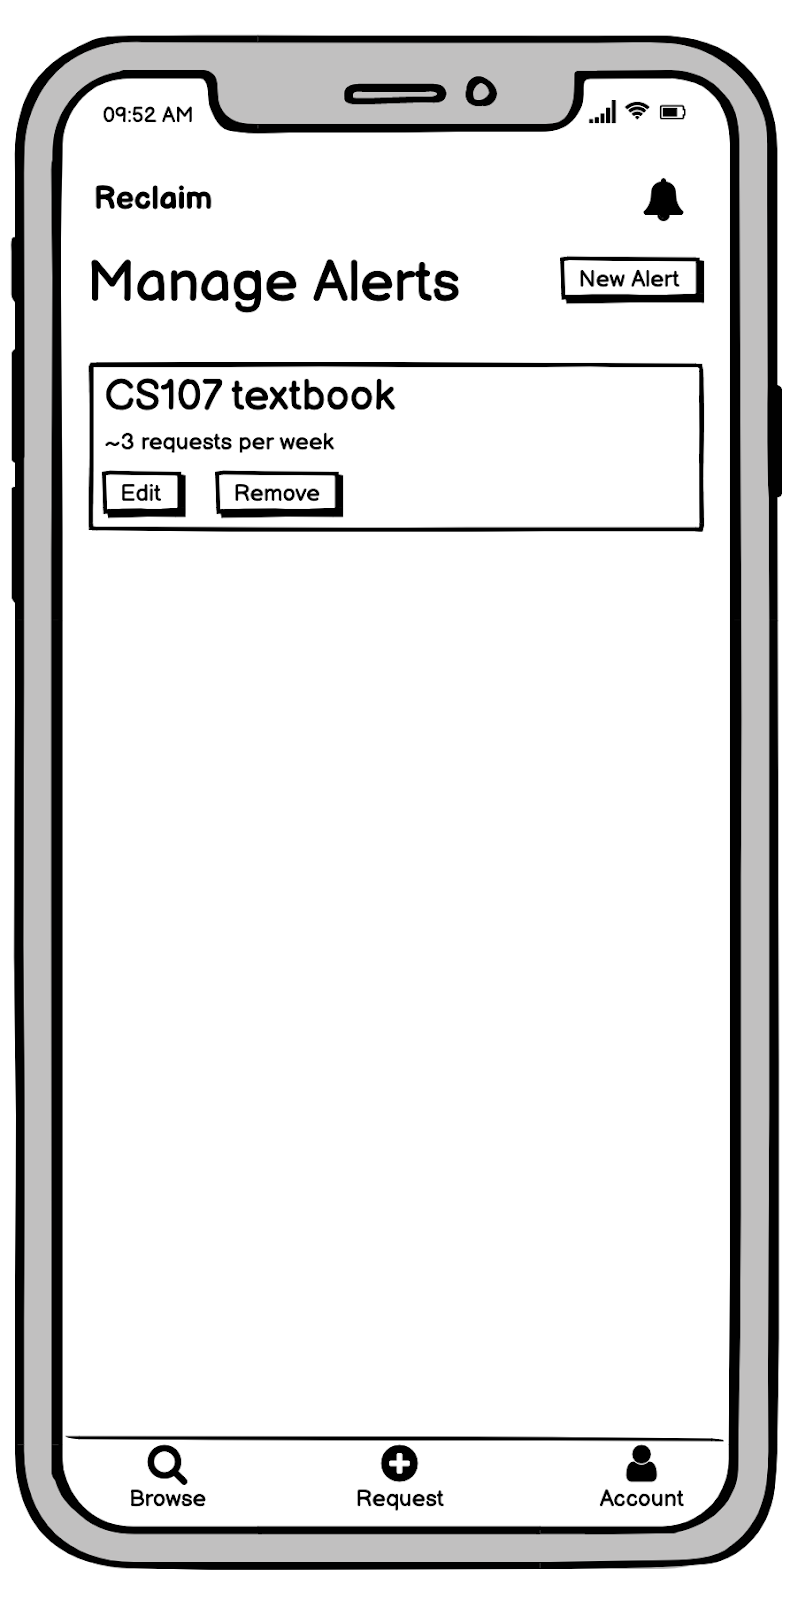 09:52 AM
Reclaim
Manage Alerts
New Alert
CS107 textbook
~3 requests per week
Edit Remove
Browse Request Account